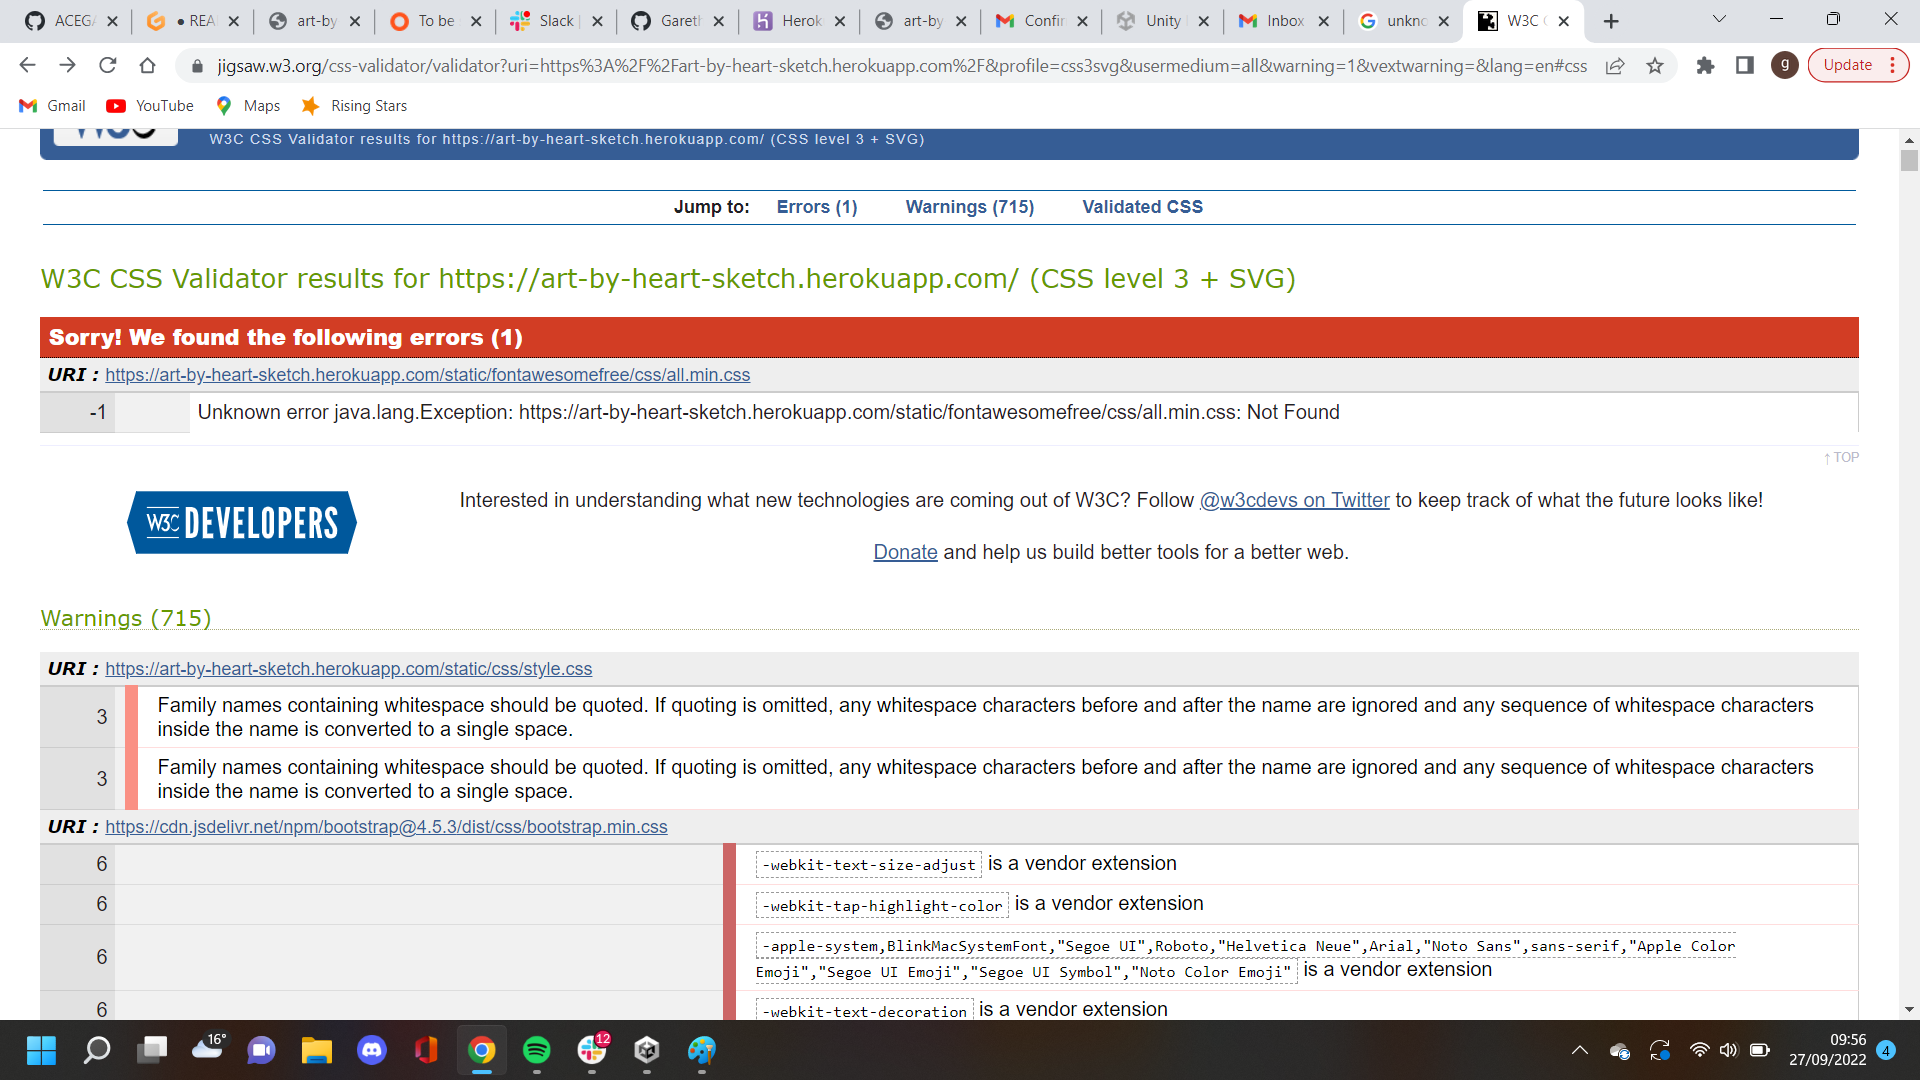 ACEGA
REA
art-by
To be
Slack
Gareth
Herok
art-by
Confir
Unity
Inbox
unkno
W3C
jigsaw.w3.org/css-validator/validator?uri=https%3A%2F%2Fart-by-heart-sketch.herokuapp.com%2F&profile=css3svg&usermedium=all&warning=1&vextwarning=&lang=en#css
g
Update
Gmail
YouTube
Maps
Rising Stars
W3C CSS Validator results for https://art-by-heart-sketch.herokuapp.com/ (CSS level 3 + SVG)
Jump to: Errors (1) Warnings (715) Validated CSS
W3C CSS Validator results for https://art-by-heart-sketch.herokuapp.com/ (CSS level 3 + SVG)
Sorry! We found the following errors (1)
URI : https://art-by-heart-sketch.herokuapp.com/static/fontawesomefree/css/all.min.css
-1 Unknown error java.lang.Exception: https://art-by-heart-sketch.herokuapp.com/static/fontawesomefree/css/all.min.css: Not Found
↑ TOP
W3C DEVELOPERS
Interested in understanding what new technologies are coming out of W3C? Follow @w3cdevs on Twitter to keep track of what the future looks like!
Donate and help us build better tools for a better web.
Warnings (715)
URI : https://art-by-heart-sketch.herokuapp.com/static/css/style.css
3 Family names containing whitespace should be quoted. If quoting is omitted, any whitespace characters before and after the name are ignored and any sequence of whitespace characters
inside the name is converted to a single space.
3 Family names containing whitespace should be quoted. If quoting is omitted, any whitespace characters before and after the name are ignored and any sequence of whitespace characters
inside the name is converted to a single space.
URI : https://cdn.jsdelivr.net/npm/bootstrap@4.5.3/dist/css/bootstrap.min.css
6 -webkit-text-size-adjust is a vendor extension
6 -webkit-tap-highlight-color is a vendor extension
6 -apple-system,BlinkMacSystemFont,"Segoe UI",Roboto,"Helvetica Neue",Arial,"Noto Sans",sans-serif,"Apple Color
Emoji","Segoe UI Emoji","Segoe UI Symbol","Noto Color Emoji" is a vendor extension
6 -webkit-text-decoration is a vendor extension
16°
12
09:56
27/09/2022
4